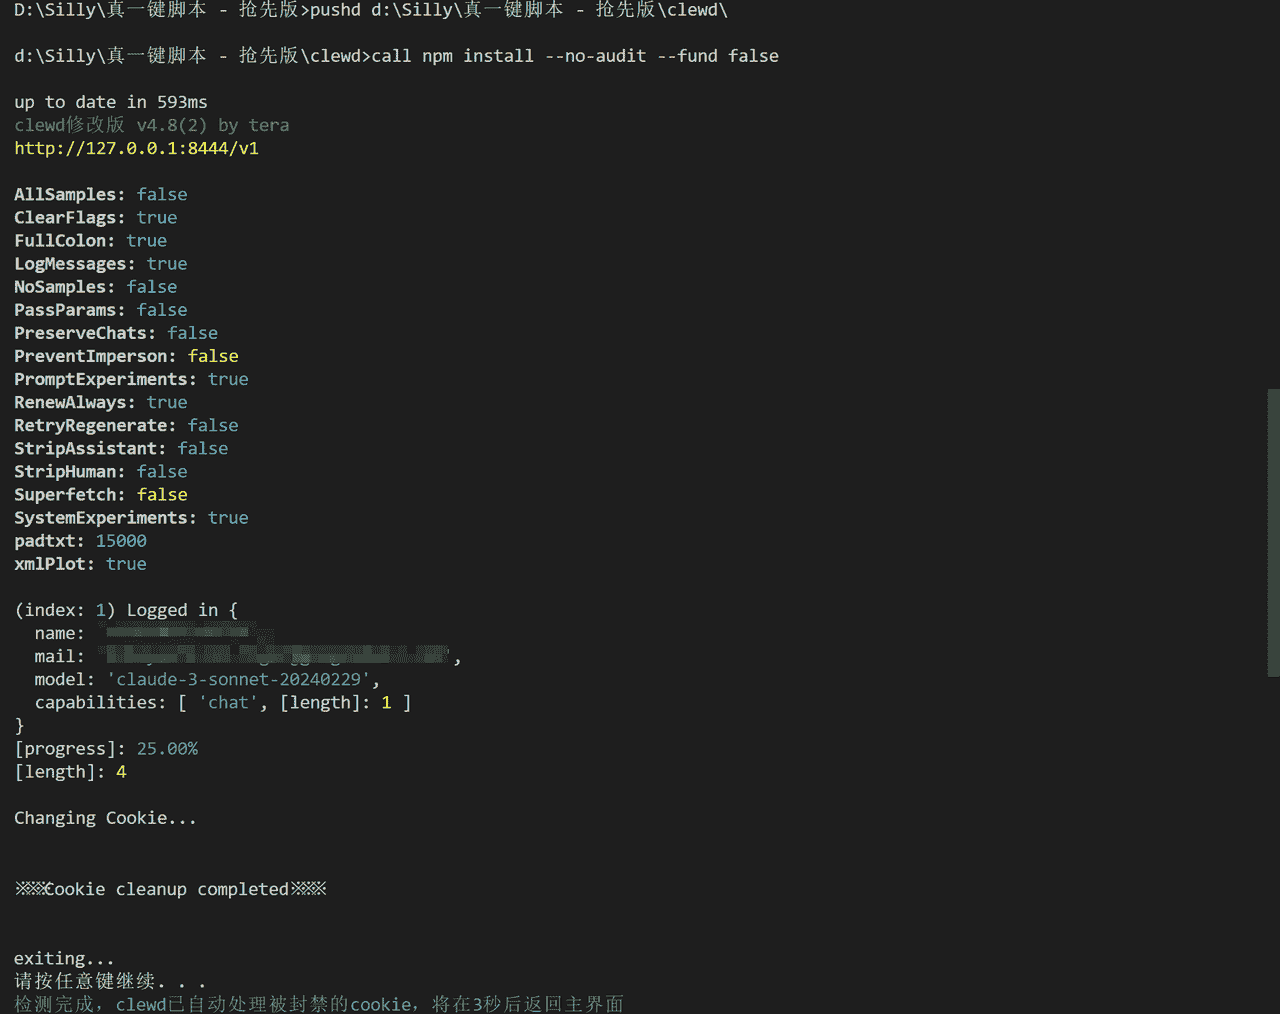 D:\Silly\真一键脚本 - 抢先版>pushd d:\Silly\真一键脚本 - 抢先版\clewd\
d:\Silly\真一键脚本 - 抢先版\clewd>call npm install --no-audit --fund false
up to date in 593ms
clewd修改版 v4.8(2) by tera
http://127.0.0.1:8444/v1
AllSamples: false
ClearFlags: true
FullColon: true
LogMessages: true
NoSamples: false
PassParams: false
PreserveChats: false
PreventImperson: false
PromptExperiments: true
RenewAlways: true
RetryRegenerate: false
StripAssistant: false
StripHuman: false
Superfetch: false
SystemExperiments: true
padtxt: 15000
xmlPlot: true
(index: 1) Logged in {
name:
mail: ',
model: 'claude-3-sonnet-20240229',
capabilities: [ 'chat', [length]: 1 ]
}
[progress]: 25.00%
[length]: 4
Changing Cookie...
※※※Cookie cleanup completed※※※
exiting...
请按任意键继续. . .
检测完成，clewd已自动处理被封禁的cookie，将在3秒后返回主界面